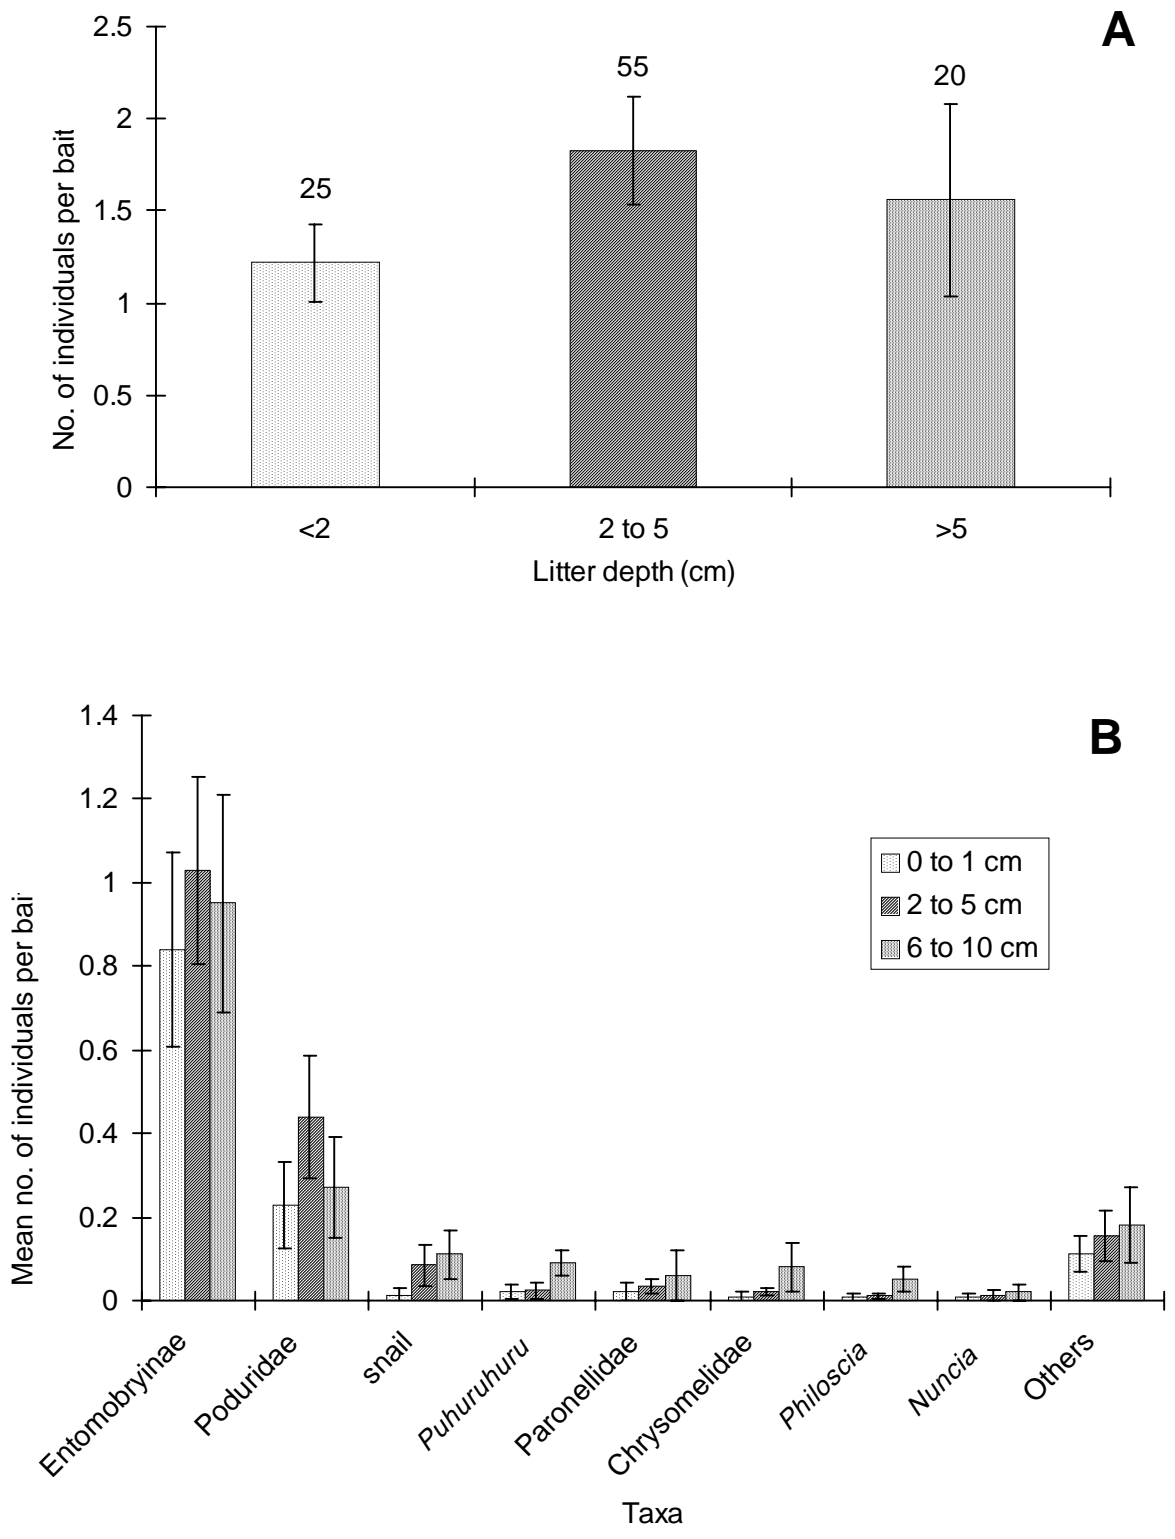 A
2.5
2
1.5
1
0.5
0
No. of individuals per bait
25
55
20
<2
2 to 5
>5
Litter depth (cm)
B
1.4
1.2
1
0.8
0.6
0.4
0.2
0
Mean no. of individuals per bai
0 to 1 cm
2 to 5 cm
6 to 10 cm
Entomobryinae
Poduridae
snail
Puhuruhuru
Paronellidae
Chrysomelidae
Philoscia
Nuncia
Others
Taxa